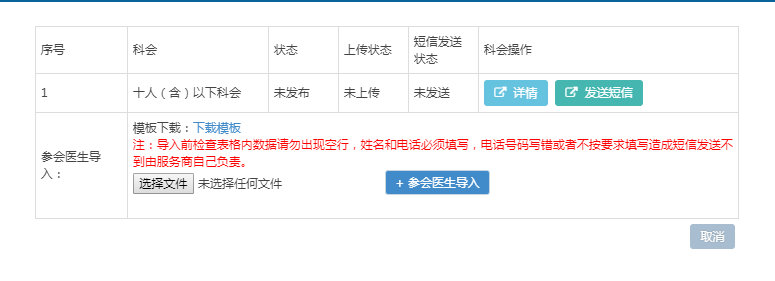 序号 科会 状态 上传状态 短信发送状态 科会操作
1 十人（含）以下科会 未发布 未上传 未发送 详情 发送短信
参会医生导入：
模板下载：下载模板
注：导入前检查表格内数据请勿出现空行，姓名和电话必须填写，电话号码写错或者不按要求填写造成短信发送不
到由服务商自己负责。
选择文件 未选择任何文件 + 参会医生导入
取消